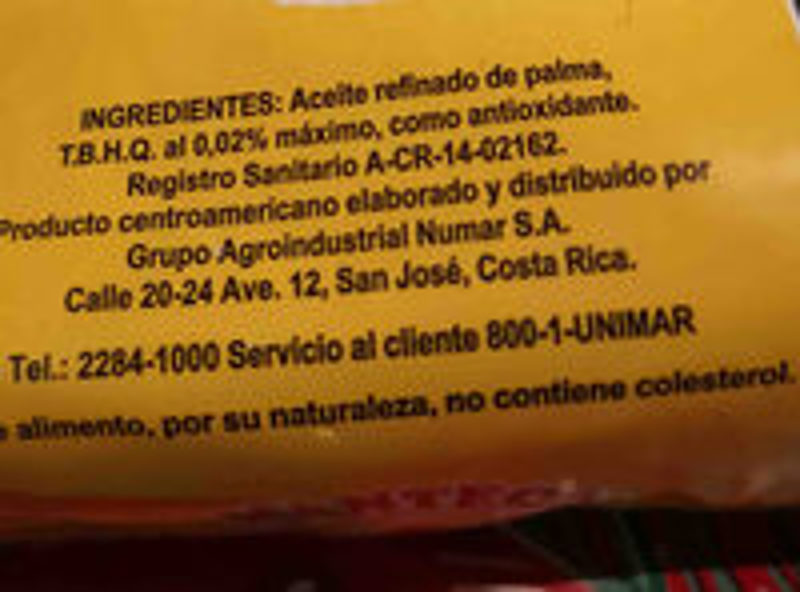 INGREDIENTES: Aceite refinado de palma,
T.B.H.Q. al 0,02% máximo, como antioxidante.
Registro Sanitario A-CR-14-02162.
Producto centroamericano elaborado y distribuido por
Grupo Agroindustrial Numar S.A.
Calle 20-24 Ave. 12, San José, Costa Rica.
Tel.: 2284-1000 Servicio al cliente 800-1-UNIMAR
alimento, por su naturaleza, no contiene colesterol.